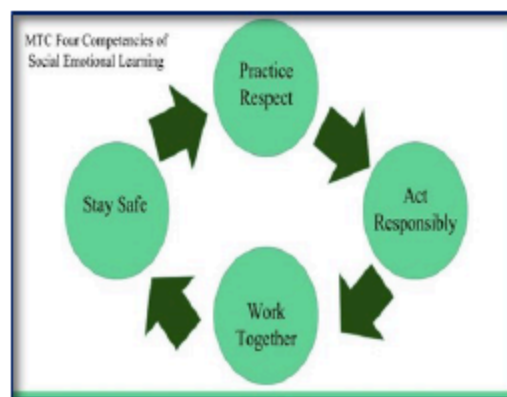 MTC Four Competencies of
Social Emotional Learning
Practice
Respect
Act
Responsibly
Work
Together
Stay Safe